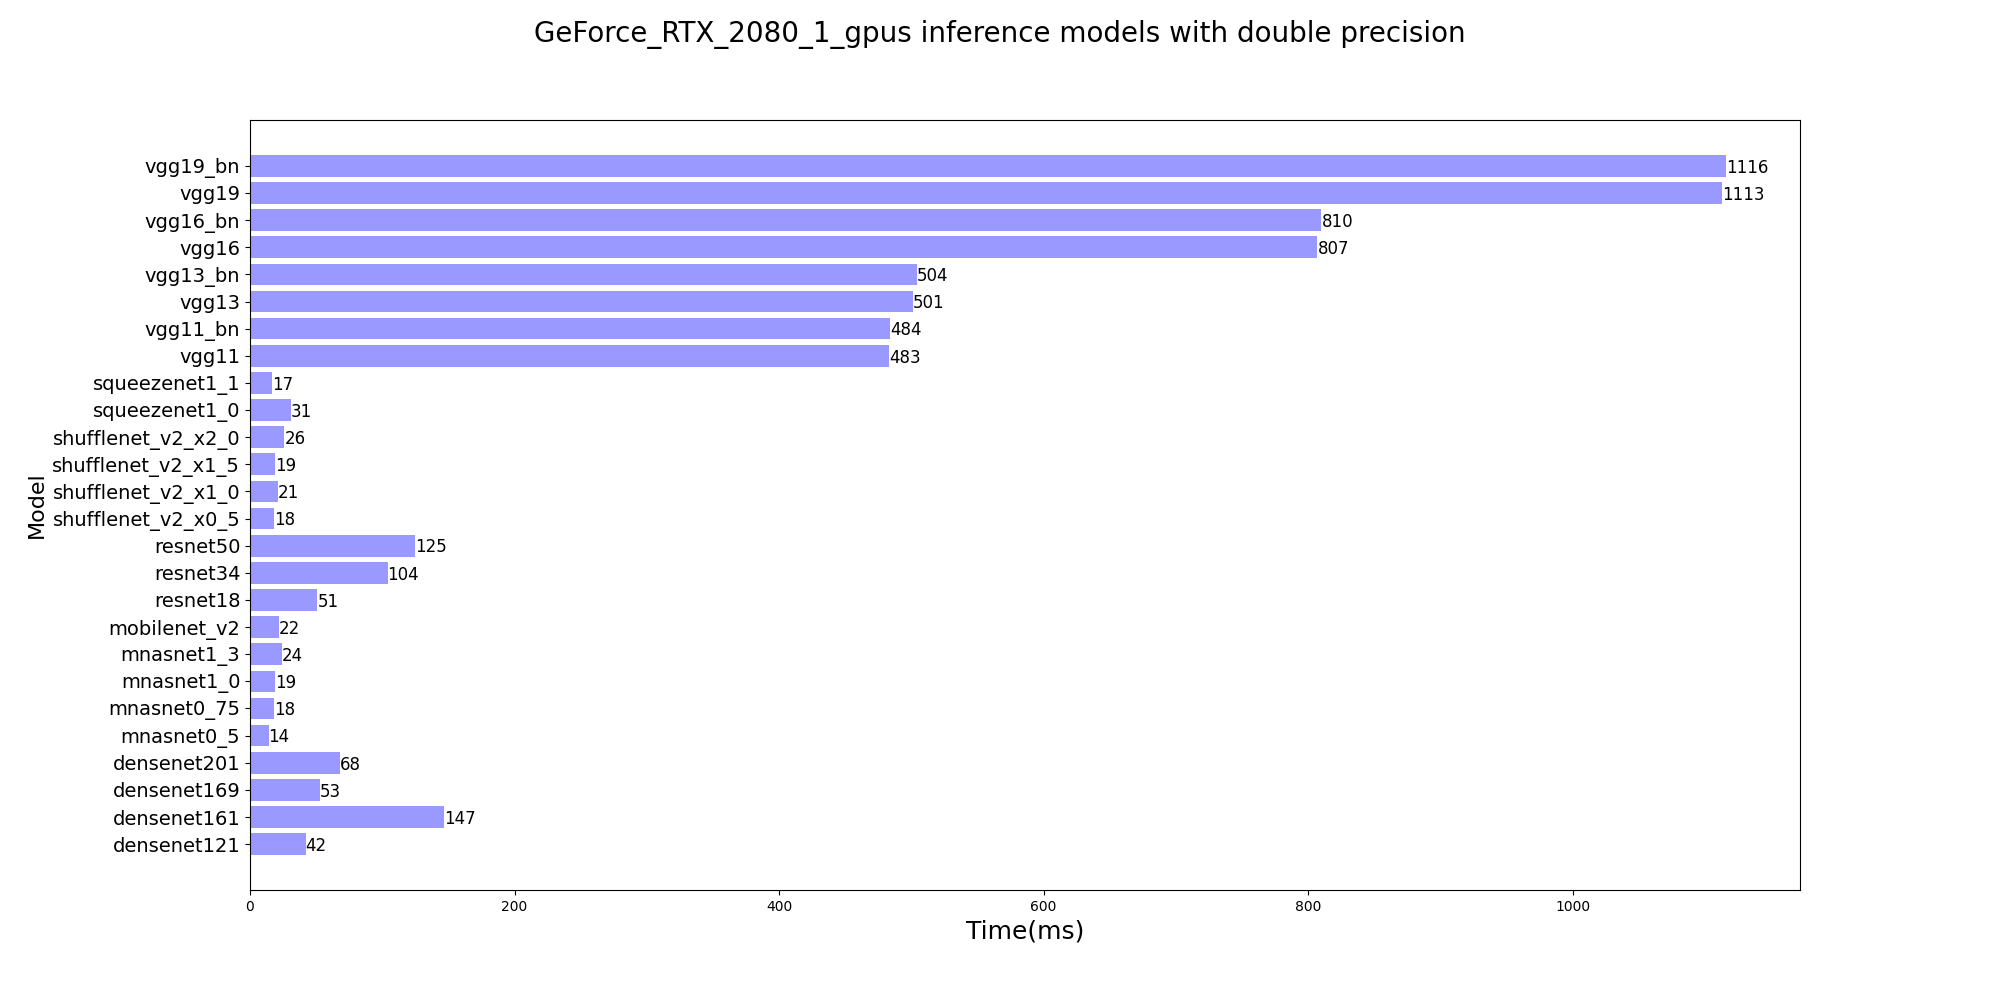 GeForce_RTX_2080_1_gpus inference models with double precision
Model
vgg19_bn 1116
vgg19 1113
vgg16_bn 810
vgg16 807
vgg13_bn 504
vgg13 501
vgg11_bn 484
vgg11 483
squeezenet1_1 17
squeezenet1_0 31
shufflenet_v2_x2_0 26
shufflenet_v2_x1_5 19
shufflenet_v2_x1_0 21
shufflenet_v2_x0_5 18
resnet50 125
resnet34 104
resnet18 51
mobilenet_v2 22
mnasnet1_3 24
mnasnet1_0 19
mnasnet0_75 18
mnasnet0_5 14
densenet201 68
densenet169 53
densenet161 147
densenet121 42
0 200 400 600 800 1000
Time(ms)